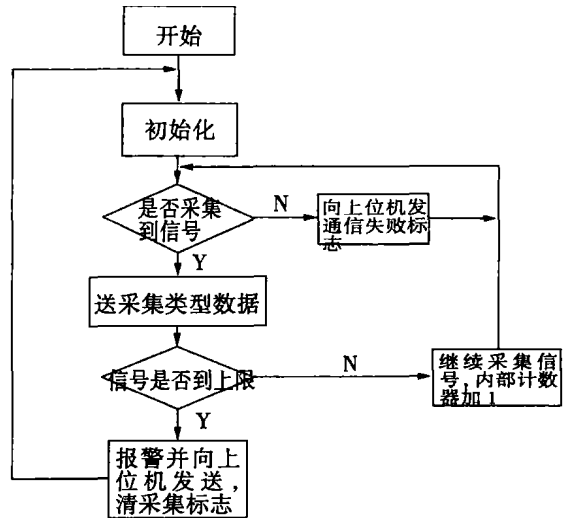 开始
初始化
是否采集
到信号
N
向上位机发
通信失败标
志
Y
送采集类型数据
信号是否到上限
N
继续采集信
号,内部计数
器加1
Y
报警并向上
位机发送,
清采集标志